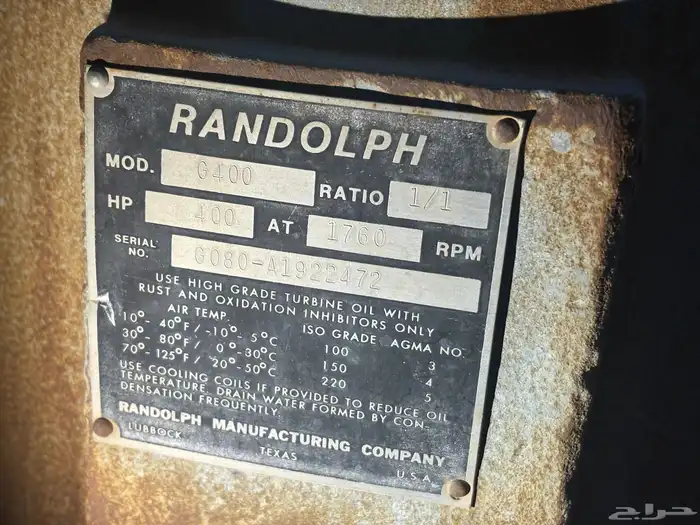 RANDOLPH
MOD. G400 RATIO 1/1
HP 400 AT 1760 RPM
SERIAL NO. G080-A1922472
USE HIGH GRADE TURBINE OIL WITH
RUST AND OXIDATION INHIBITORS ONLY
AIR TEMP. ISO GRADE AGMA NO.
10°- 40°F/-10°- 5°C 100 3
30°- 80°F/ 0°-30°C 150 4
70°-125°F/ 20°-50°C 220 5
USE COOLING COILS IF PROVIDED TO REDUCE OIL
TEMPERATURE. DRAIN WATER FORMED BY CON-
DENSATION FREQUENTLY.
RANDOLPH MANUFACTURING COMPANY
LUBBOCK TEXAS U.S.A.
حراج